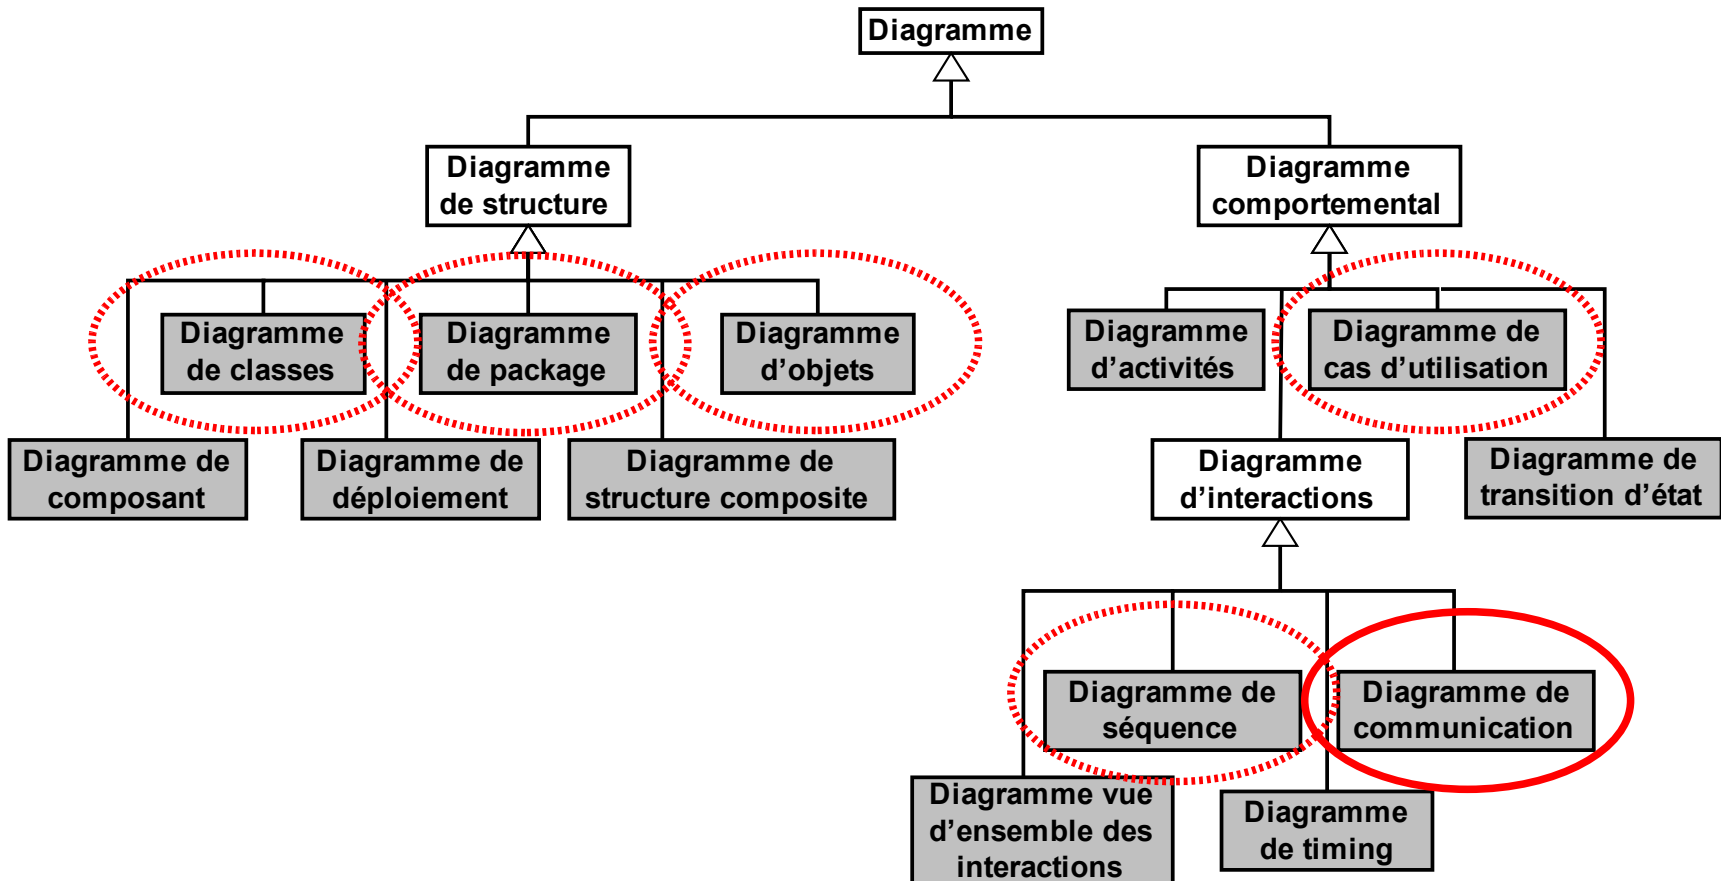 Diagramme
Diagramme
de structure
Diagramme
comportemental
Diagramme
de classes
Diagramme
de package
Diagramme
d’objets
Diagramme
d’activités
Diagramme de
cas d’utilisation
Diagramme de
composant
Diagramme de
déploiement
Diagramme de
structure composite
Diagramme
d’interactions
Diagramme de
transition d’état
Diagramme de
séquence
Diagramme de
communication
Diagramme vue
d’ensemble des
interactions
Diagramme
de timing